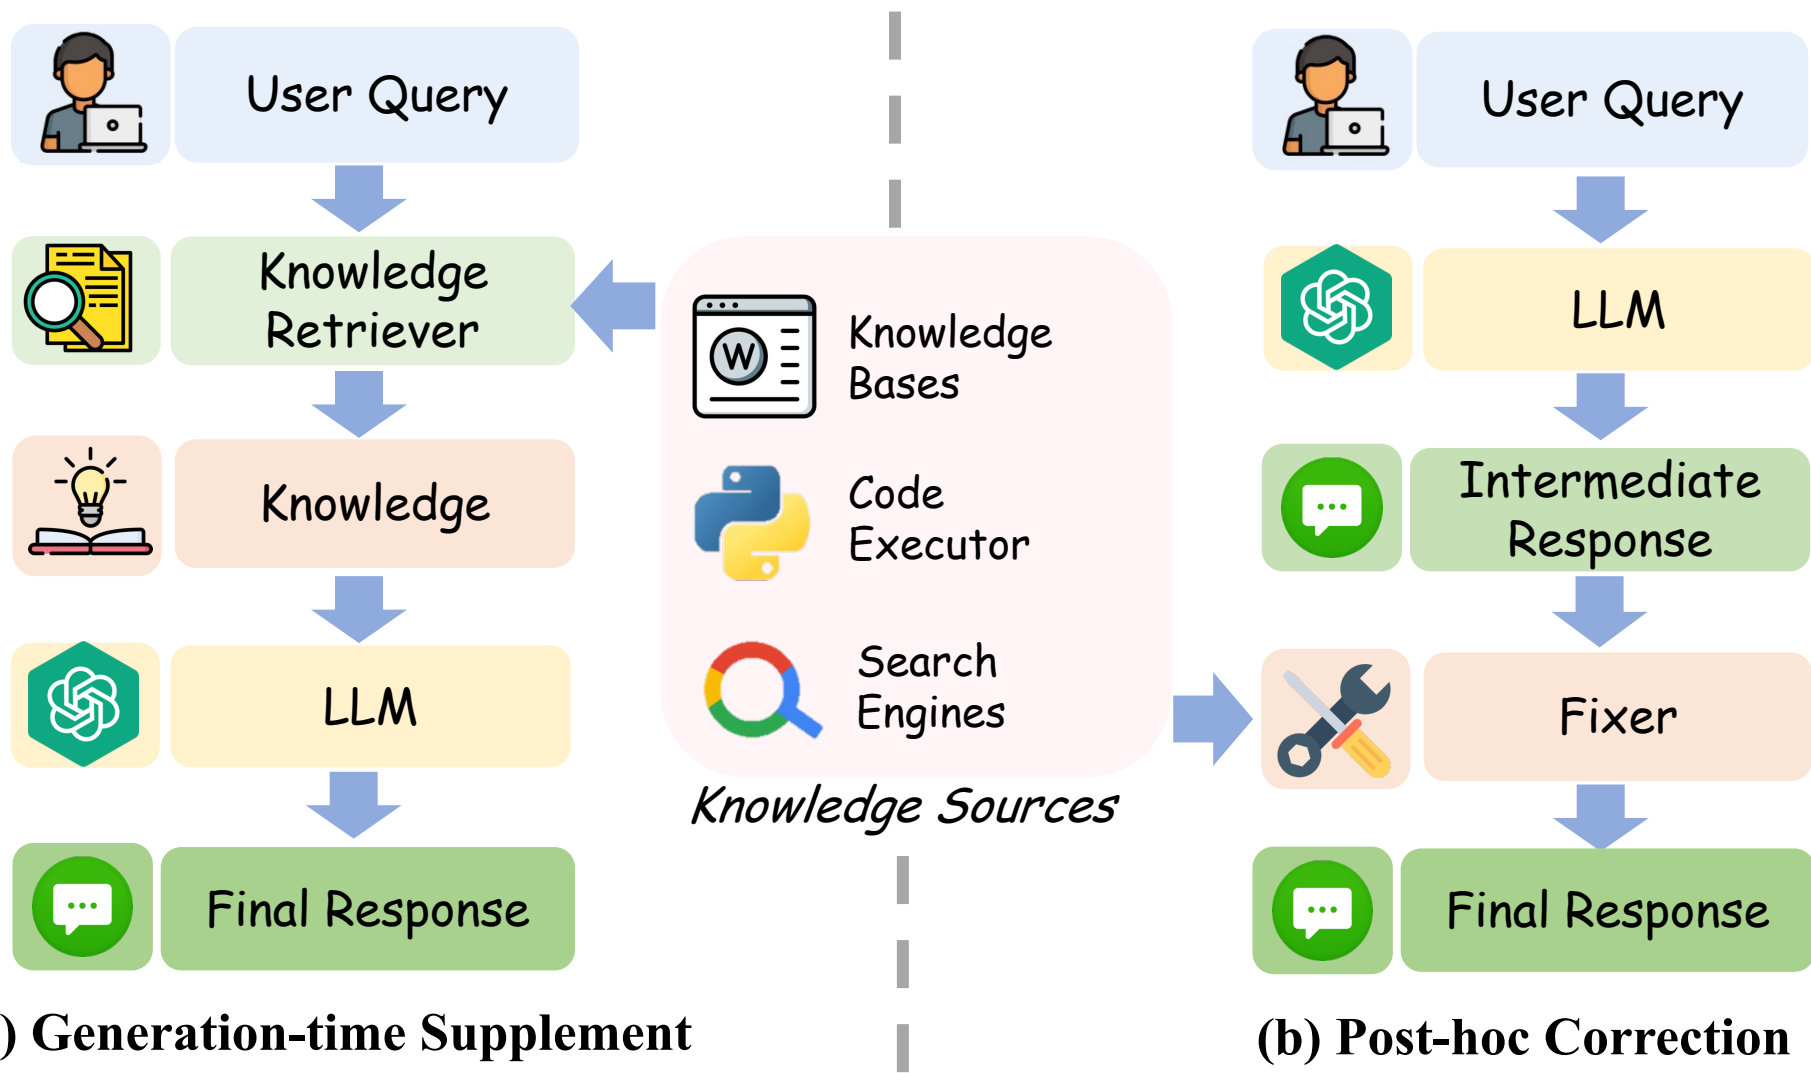 User Query
Knowledge
Retriever
Knowledge
LLM
Final Response
) Generation-time Supplement
W
Knowledge
Bases
Code
Executor
Search
Engines
Knowledge Sources
User Query
LLM
Intermediate
Response
Fixer
Final Response
(b) Post-hoc Correction